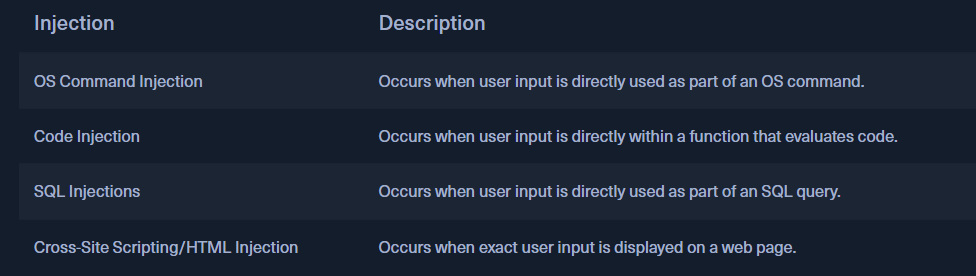 Injection Description
OS Command Injection Occurs when user input is directly used as part of an OS command.
Code Injection Occurs when user input is directly within a function that evaluates code.
SQL Injections Occurs when user input is directly used as part of an SQL query.
Cross-Site Scripting/HTML Injection Occurs when exact user input is displayed on a web page.